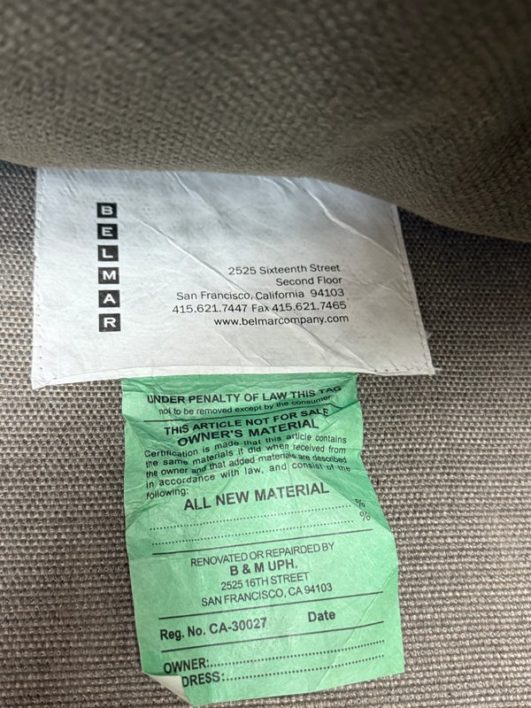 BELMAR
2525 Sixteenth Street
Second Floor
San Francisco, California 94103
415.621.7447 Fax 415.621.7465
www.belmarcompany.com
UNDER PENALTY OF LAW THIS TAG
not to be removed except by the consumer
THIS ARTICLE NOT FOR SALE
OWNER'S MATERIAL
Certification is made that this article contains
the same materials it did when received from
the owner and that added materials are described
in accordance with law, and consist of the
following:
ALL NEW MATERIAL
%
%
RENOVATED OR REPAIRDED BY
B & M UPH.
2525 16TH STREET
SAN FRANCISCO, CA 94103
Reg. No. CA-30027 Date
OWNER:
DRESS: